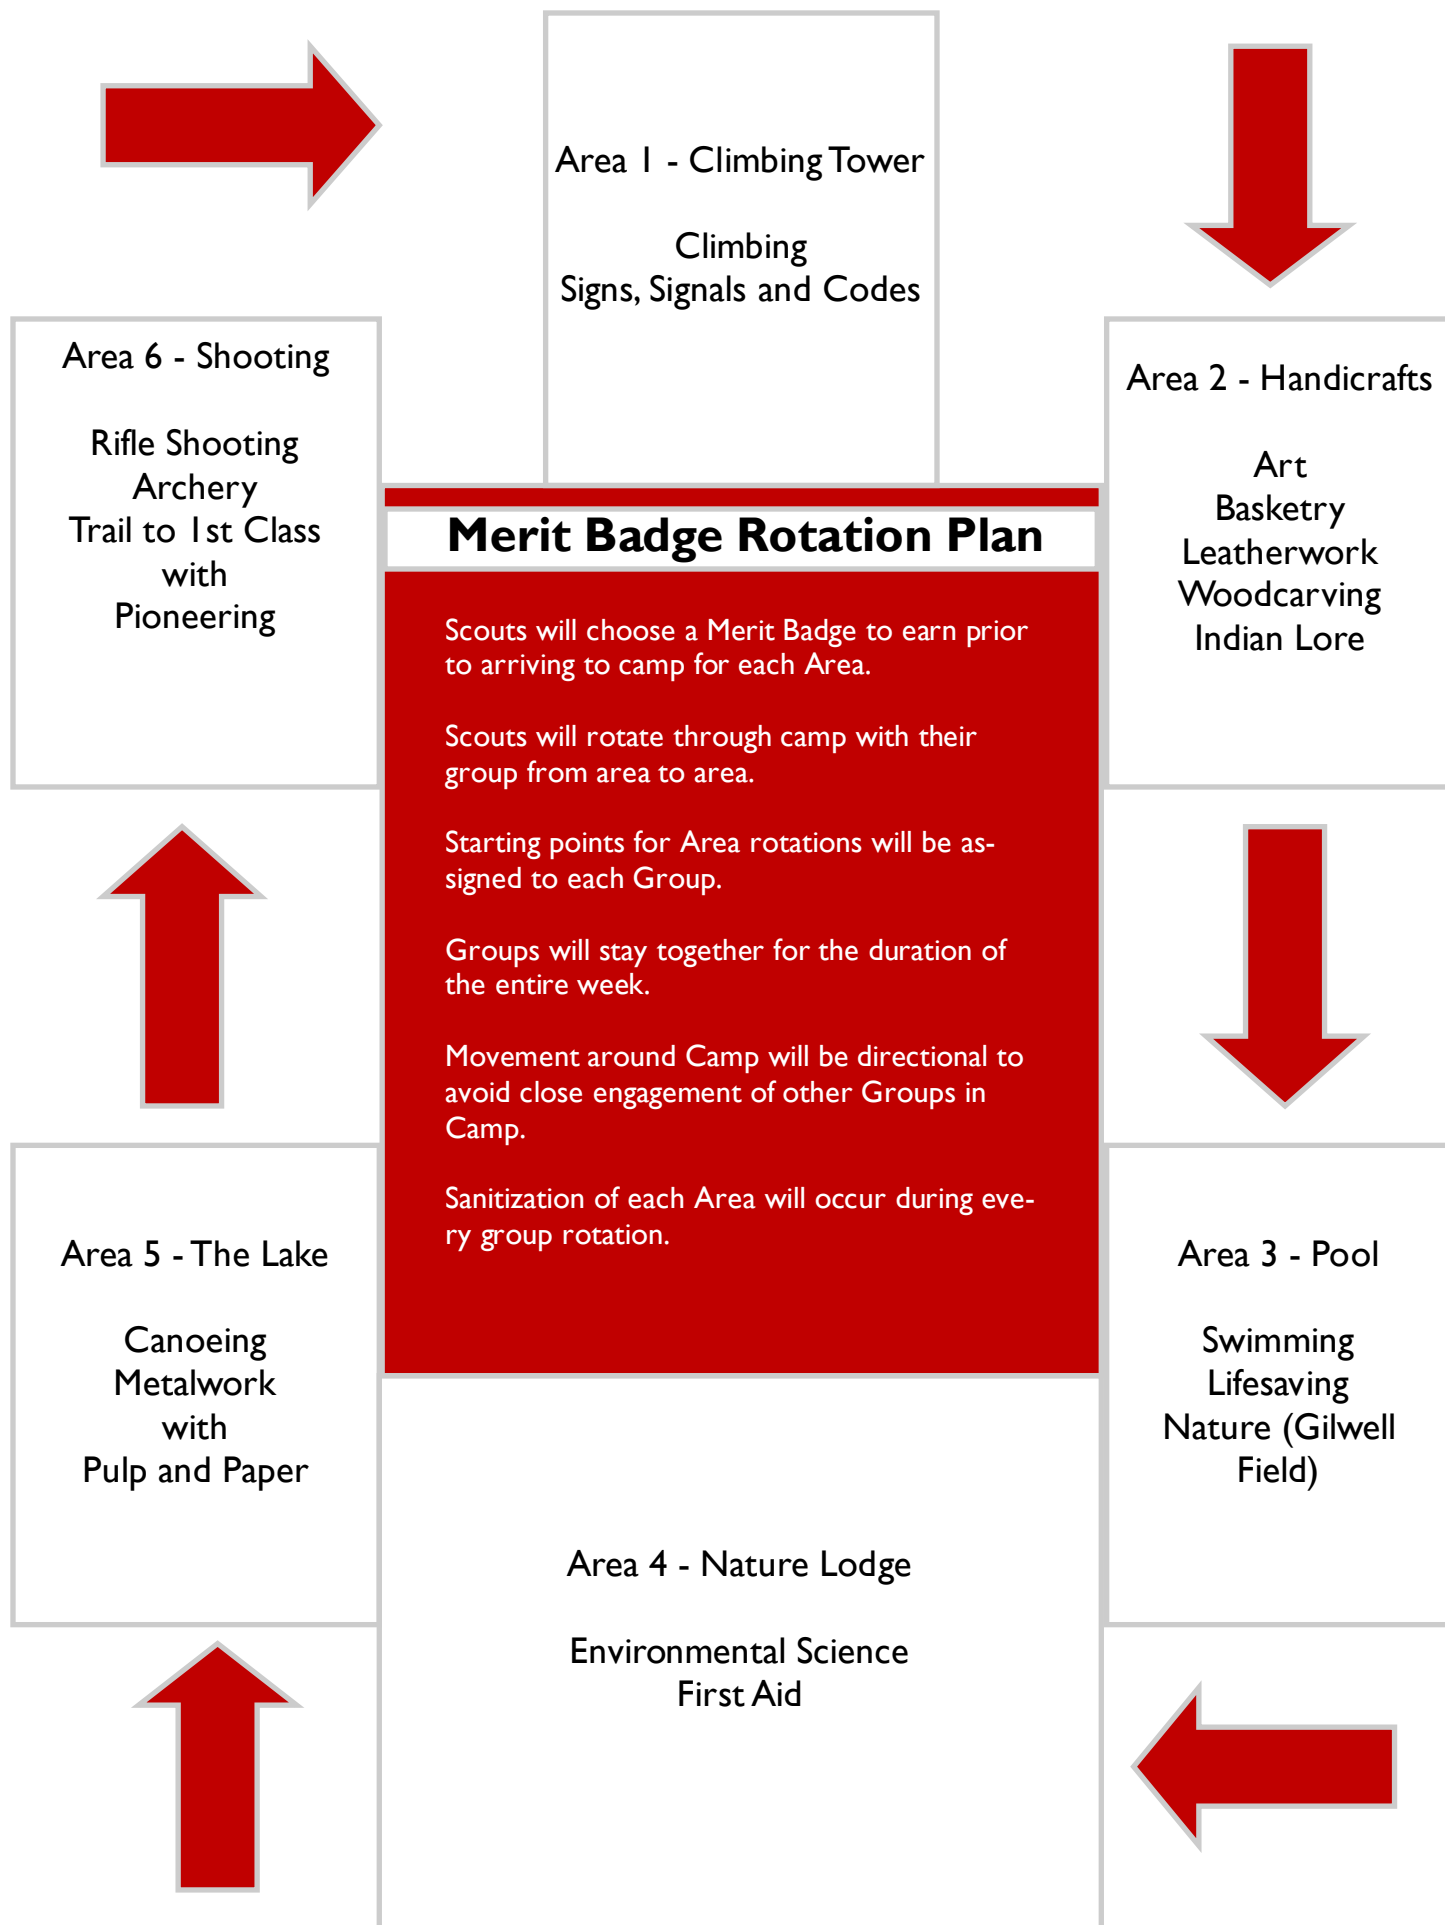 Area 1 - Climbing Tower
Climbing
Signs, Signals and Codes
Area 6 - Shooting
Rifle Shooting
Archery
Trail to 1st Class
with
Pioneering
Area 2 - Handicrafts
Art
Basketry
Leatherwork
Woodcarving
Indian Lore
Merit Badge Rotation Plan
Scouts will choose a Merit Badge to earn prior
to arriving to camp for each Area.
Scouts will rotate through camp with their
group from area to area.
Starting points for Area rotations will be as-
signed to each Group.
Groups will stay together for the duration of
the entire week.
Movement around Camp will be directional to
avoid close engagement of other Groups in
Camp.
Sanitization of each Area will occur during eve-
ry group rotation.
Area 5 - The Lake
Canoeing
Metalwork
with
Pulp and Paper
Area 3 - Pool
Swimming
Lifesaving
Nature (Gilwell
Field)
Area 4 - Nature Lodge
Environmental Science
First Aid